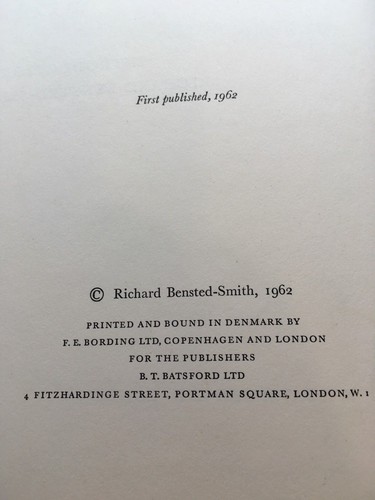 First published, 1962
© Richard Bensted-Smith, 1962
PRINTED AND BOUND IN DENMARK BY
F. E. BORDING LTD, COPENHAGEN AND LONDON
FOR THE PUBLISHERS
B. T. BATSFORD LTD
4 FITZHARDINGE STREET, PORTMAN SQUARE, LONDON, W. 1